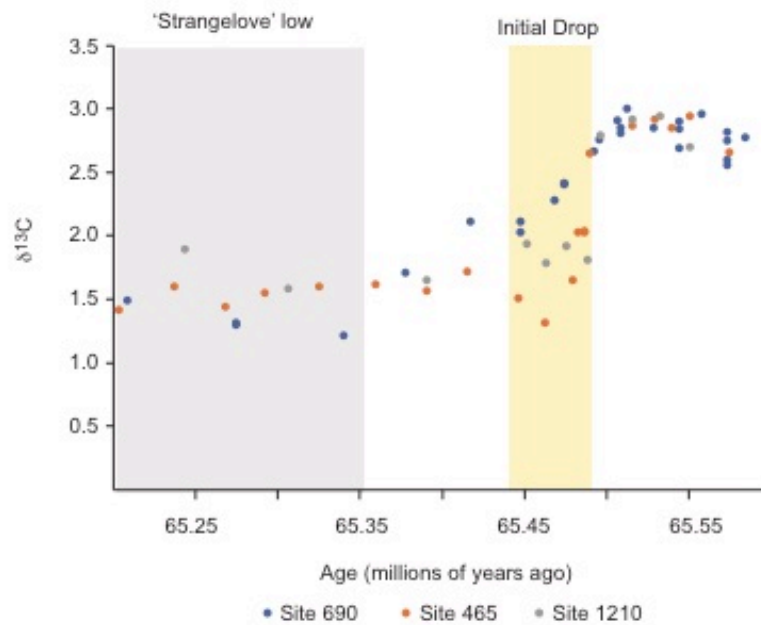 'Strangelove' low
Initial Drop
3.5
3.0
2.5
2.0
1.5
1.0
0.5
δ13C
65.25
65.35
65.45
65.55
Age (millions of years ago)
Site 690
Site 465
Site 1210